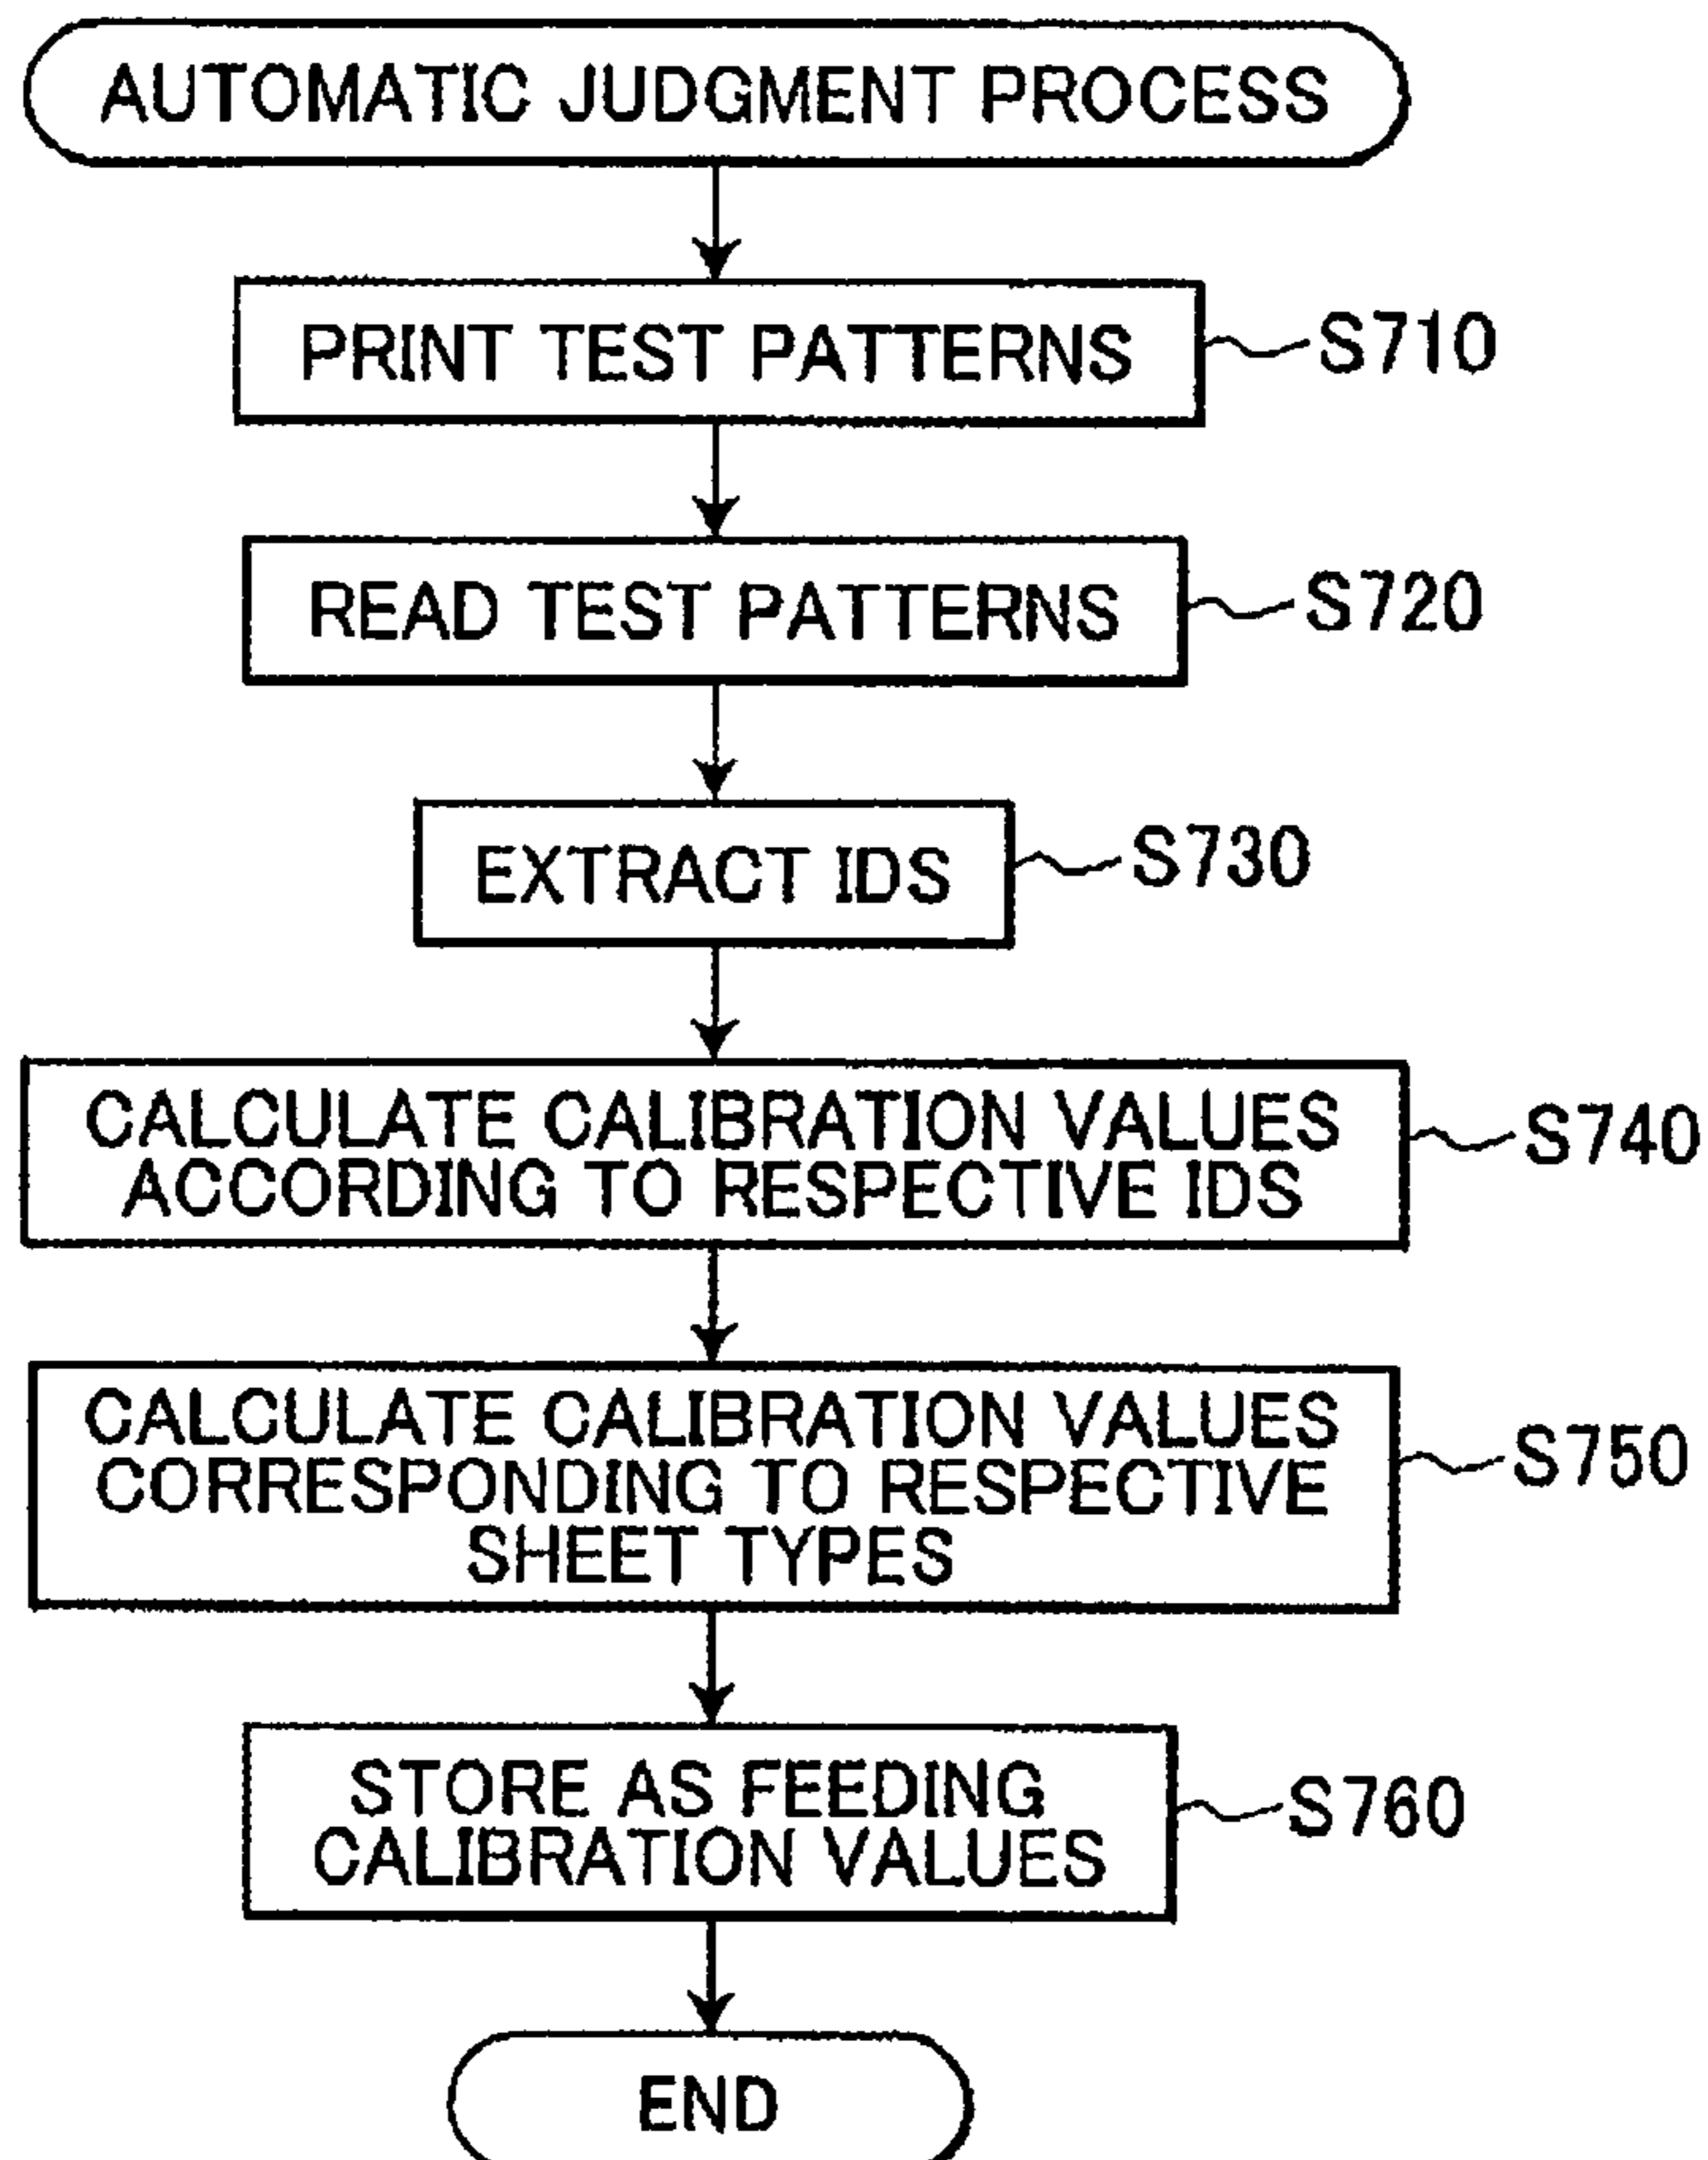 AUTOMATIC JUDGMENT PROCESS
PRINT TEST PATTERNS
S710
READ TEST PATTERNS
S720
EXTRACT IDS
S730
CALCULATE CALIBRATION VALUES
ACCORDING TO RESPECTIVE IDS
S740
CALCULATE CALIBRATION VALUES
CORRESPONDING TO RESPECTIVE
SHEET TYPES
S750
STORE AS FEEDING
CALIBRATION VALUES
S760
END